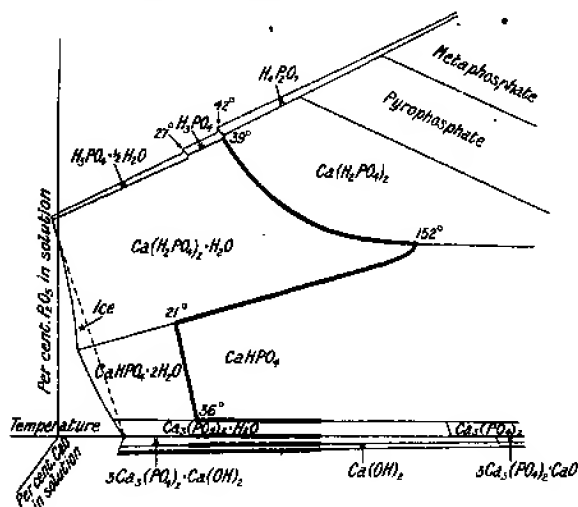 Metaphosphate
Pyrophosphate
H₄P₂O₇
42°
H₃PO₄
27°
39°
H₃PO₄·½H₂O
Ca(H₂PO₄)₂
152°
Ca(H₂PO₄)₂·H₂O
Per cent. P₂O₅ in solution
Ice
21°
CaHPO₄
CaHPO₄·2H₂O
36°
Temperature
Ca₃(PO₄)₂·H₂O
Ca₃(PO₄)₂
Per cent. CaO
in solution
3Ca₃(PO₄)₂·Ca(OH)₂
Ca(OH)₂
3Ca₃(PO₄)₂·CaO